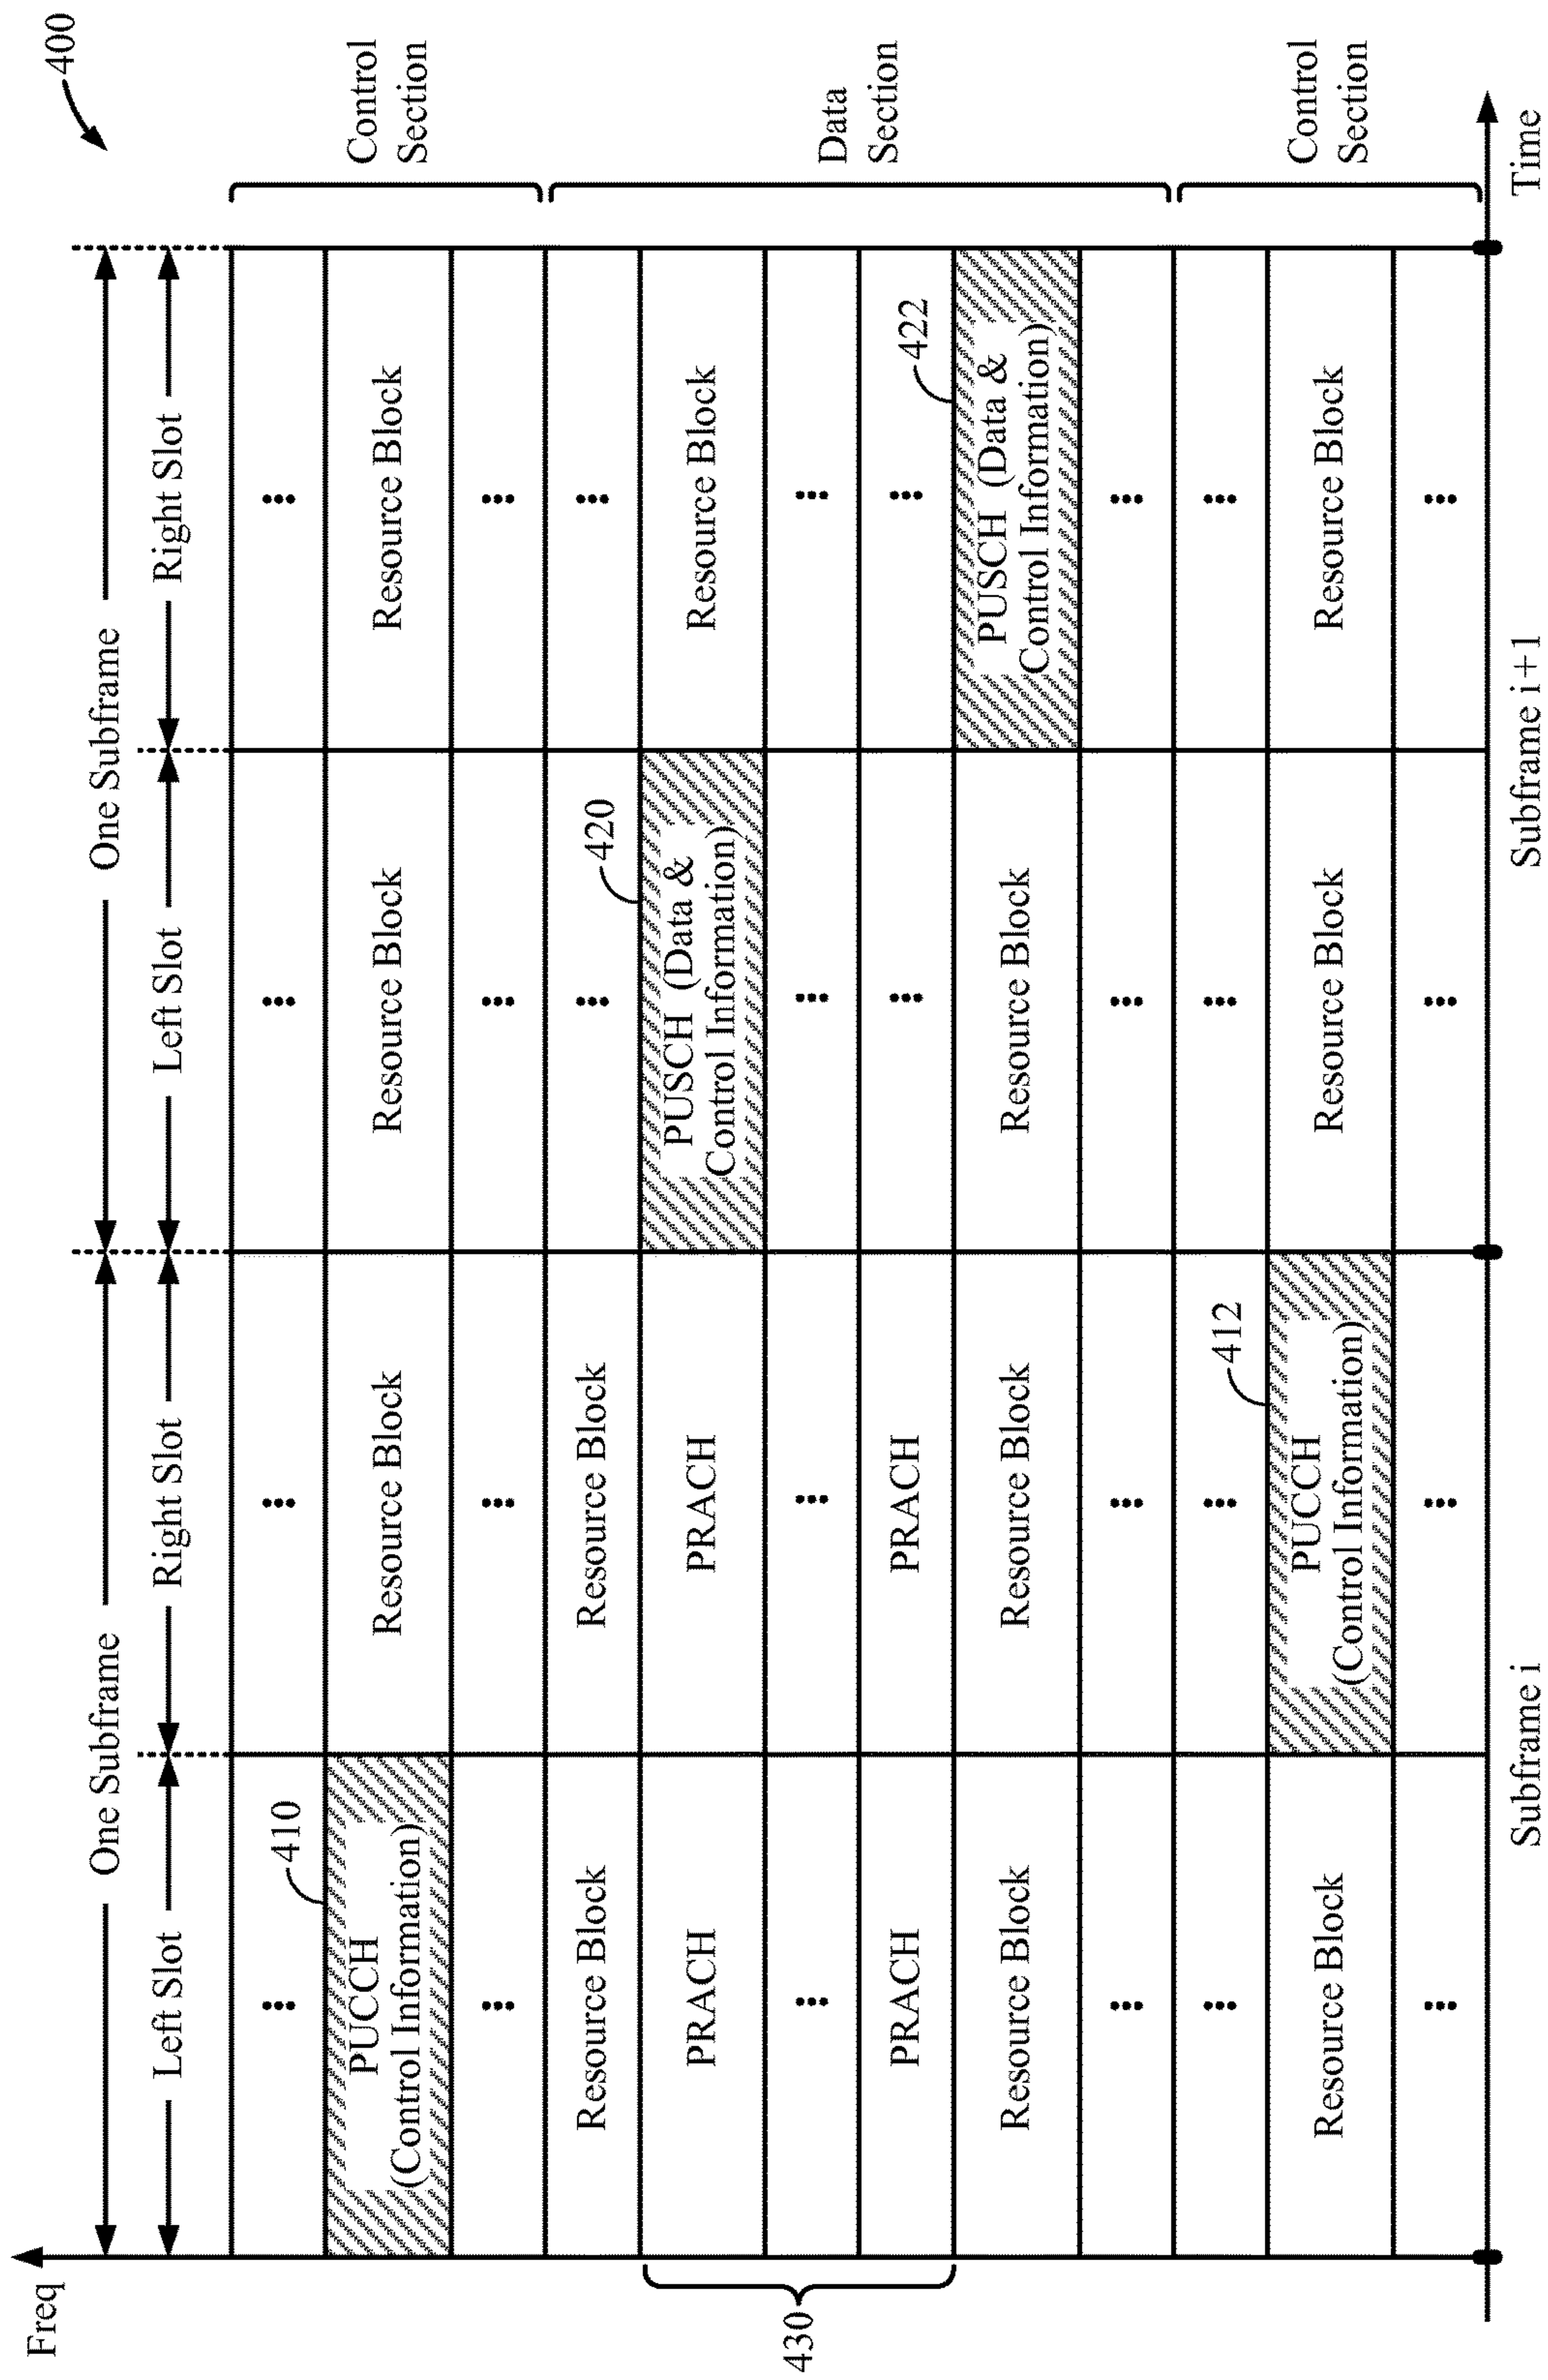 Freq
400
One Subframe
One Subframe
Left Slot
Right Slot
Left Slot
Right Slot
410
PUCCH
(Control Information)
Resource Block
Resource Block
Resource Block
Control
Section
Resource Block
Resource Block
420
PRACH
PRACH
PUSCH (Data &
Control Information)
Resource Block
430
Data
Section
PRACH
PRACH
422
Resource Block
Resource Block
Resource Block
PUSCH (Data &
Control Information)
412
Resource Block
PUCCH
(Control Information)
Resource Block
Resource Block
Control
Section
Subframe i
Subframe i+1
Time